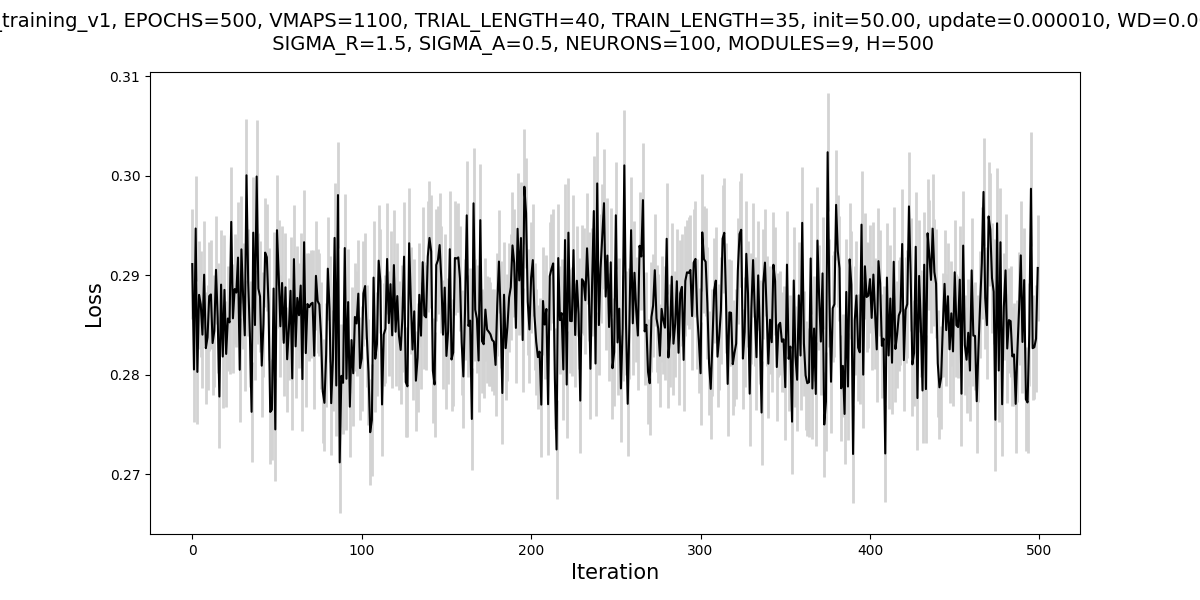 _training_v1, EPOCHS=500, VMAPS=1100, TRIAL_LENGTH=40, TRAIN_LENGTH=35, init=50.00, update=0.000010, WD=0.0
SIGMA_R=1.5, SIGMA_A=0.5, NEURONS=100, MODULES=9, H=500
0.31
0.30
0.29
0.28
0.27
Loss
0
100
200
300
400
500
Iteration